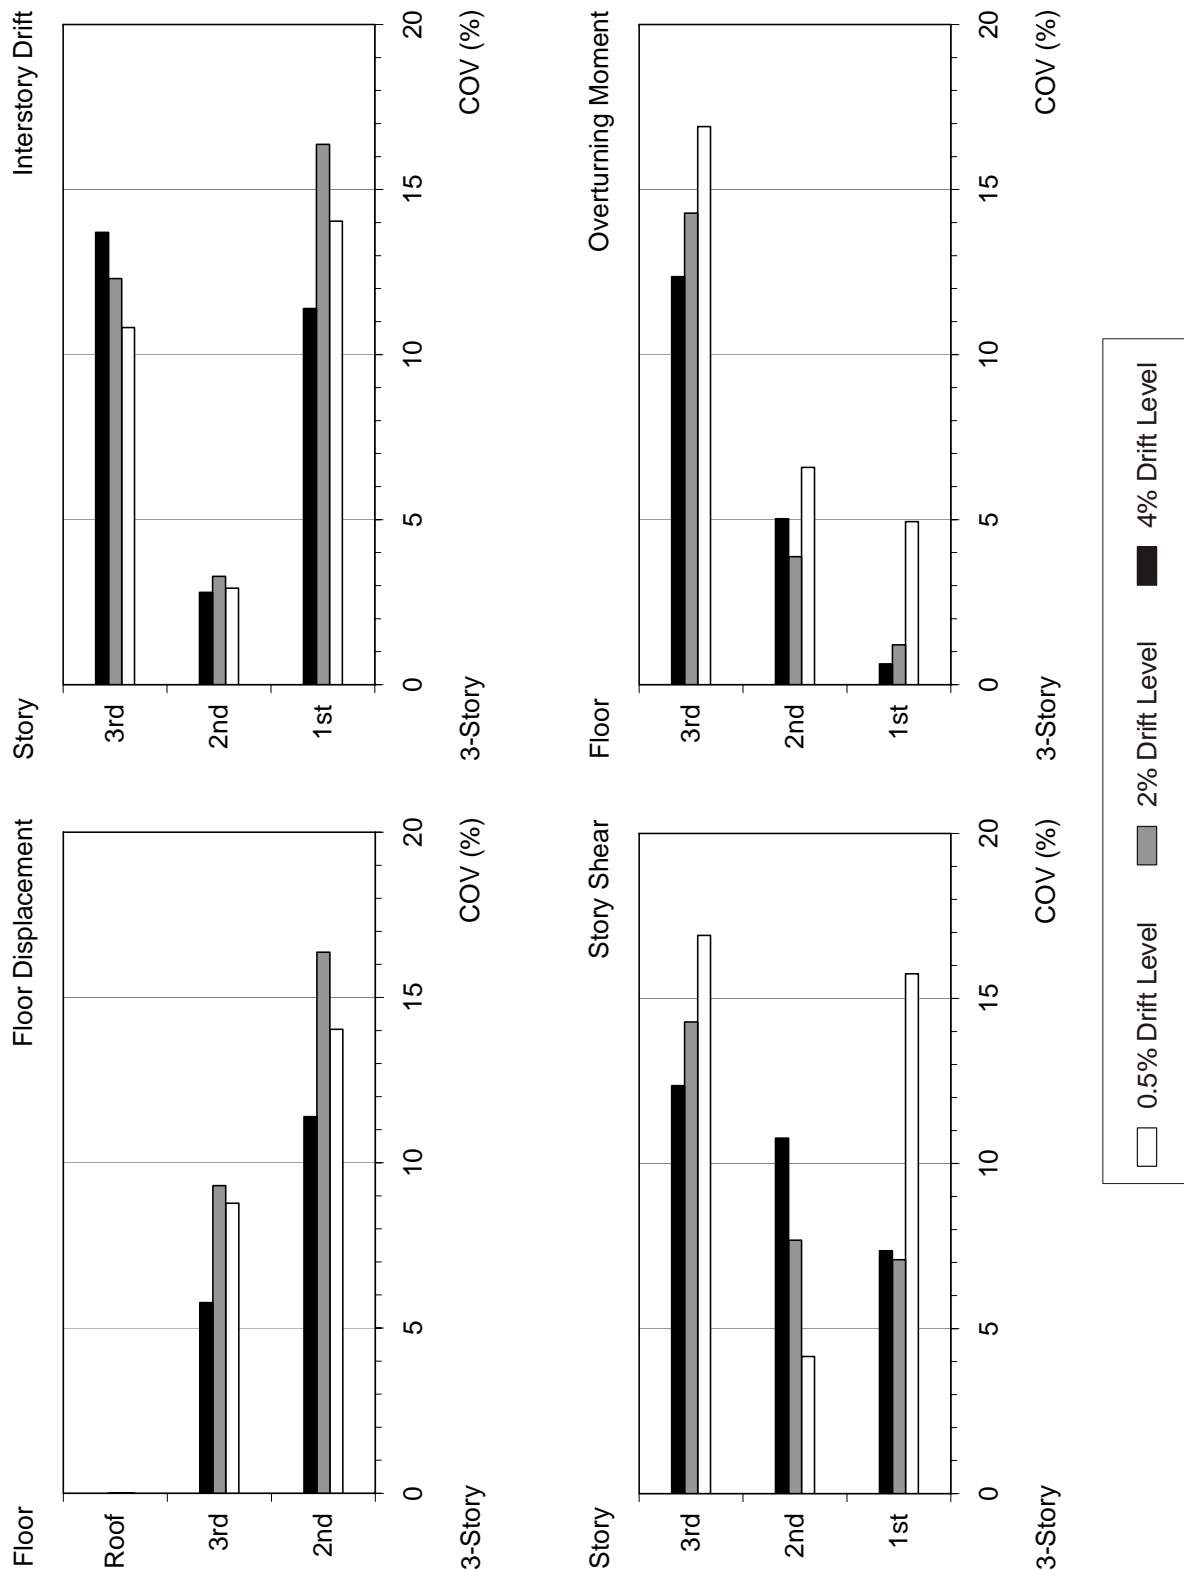 Floor Displacement
Floor
Roof
3rd
2nd
0 5 10 15 20
3-Story COV (%)
Interstory Drift
Story
3rd
2nd
1st
0 5 10 15 20
3-Story COV (%)
Story Shear
Story
3rd
2nd
1st
0 5 10 15 20
3-Story COV (%)
Overturning Moment
Floor
3rd
2nd
1st
0 5 10 15 20
3-Story COV (%)
0.5% Drift Level 2% Drift Level 4% Drift Level